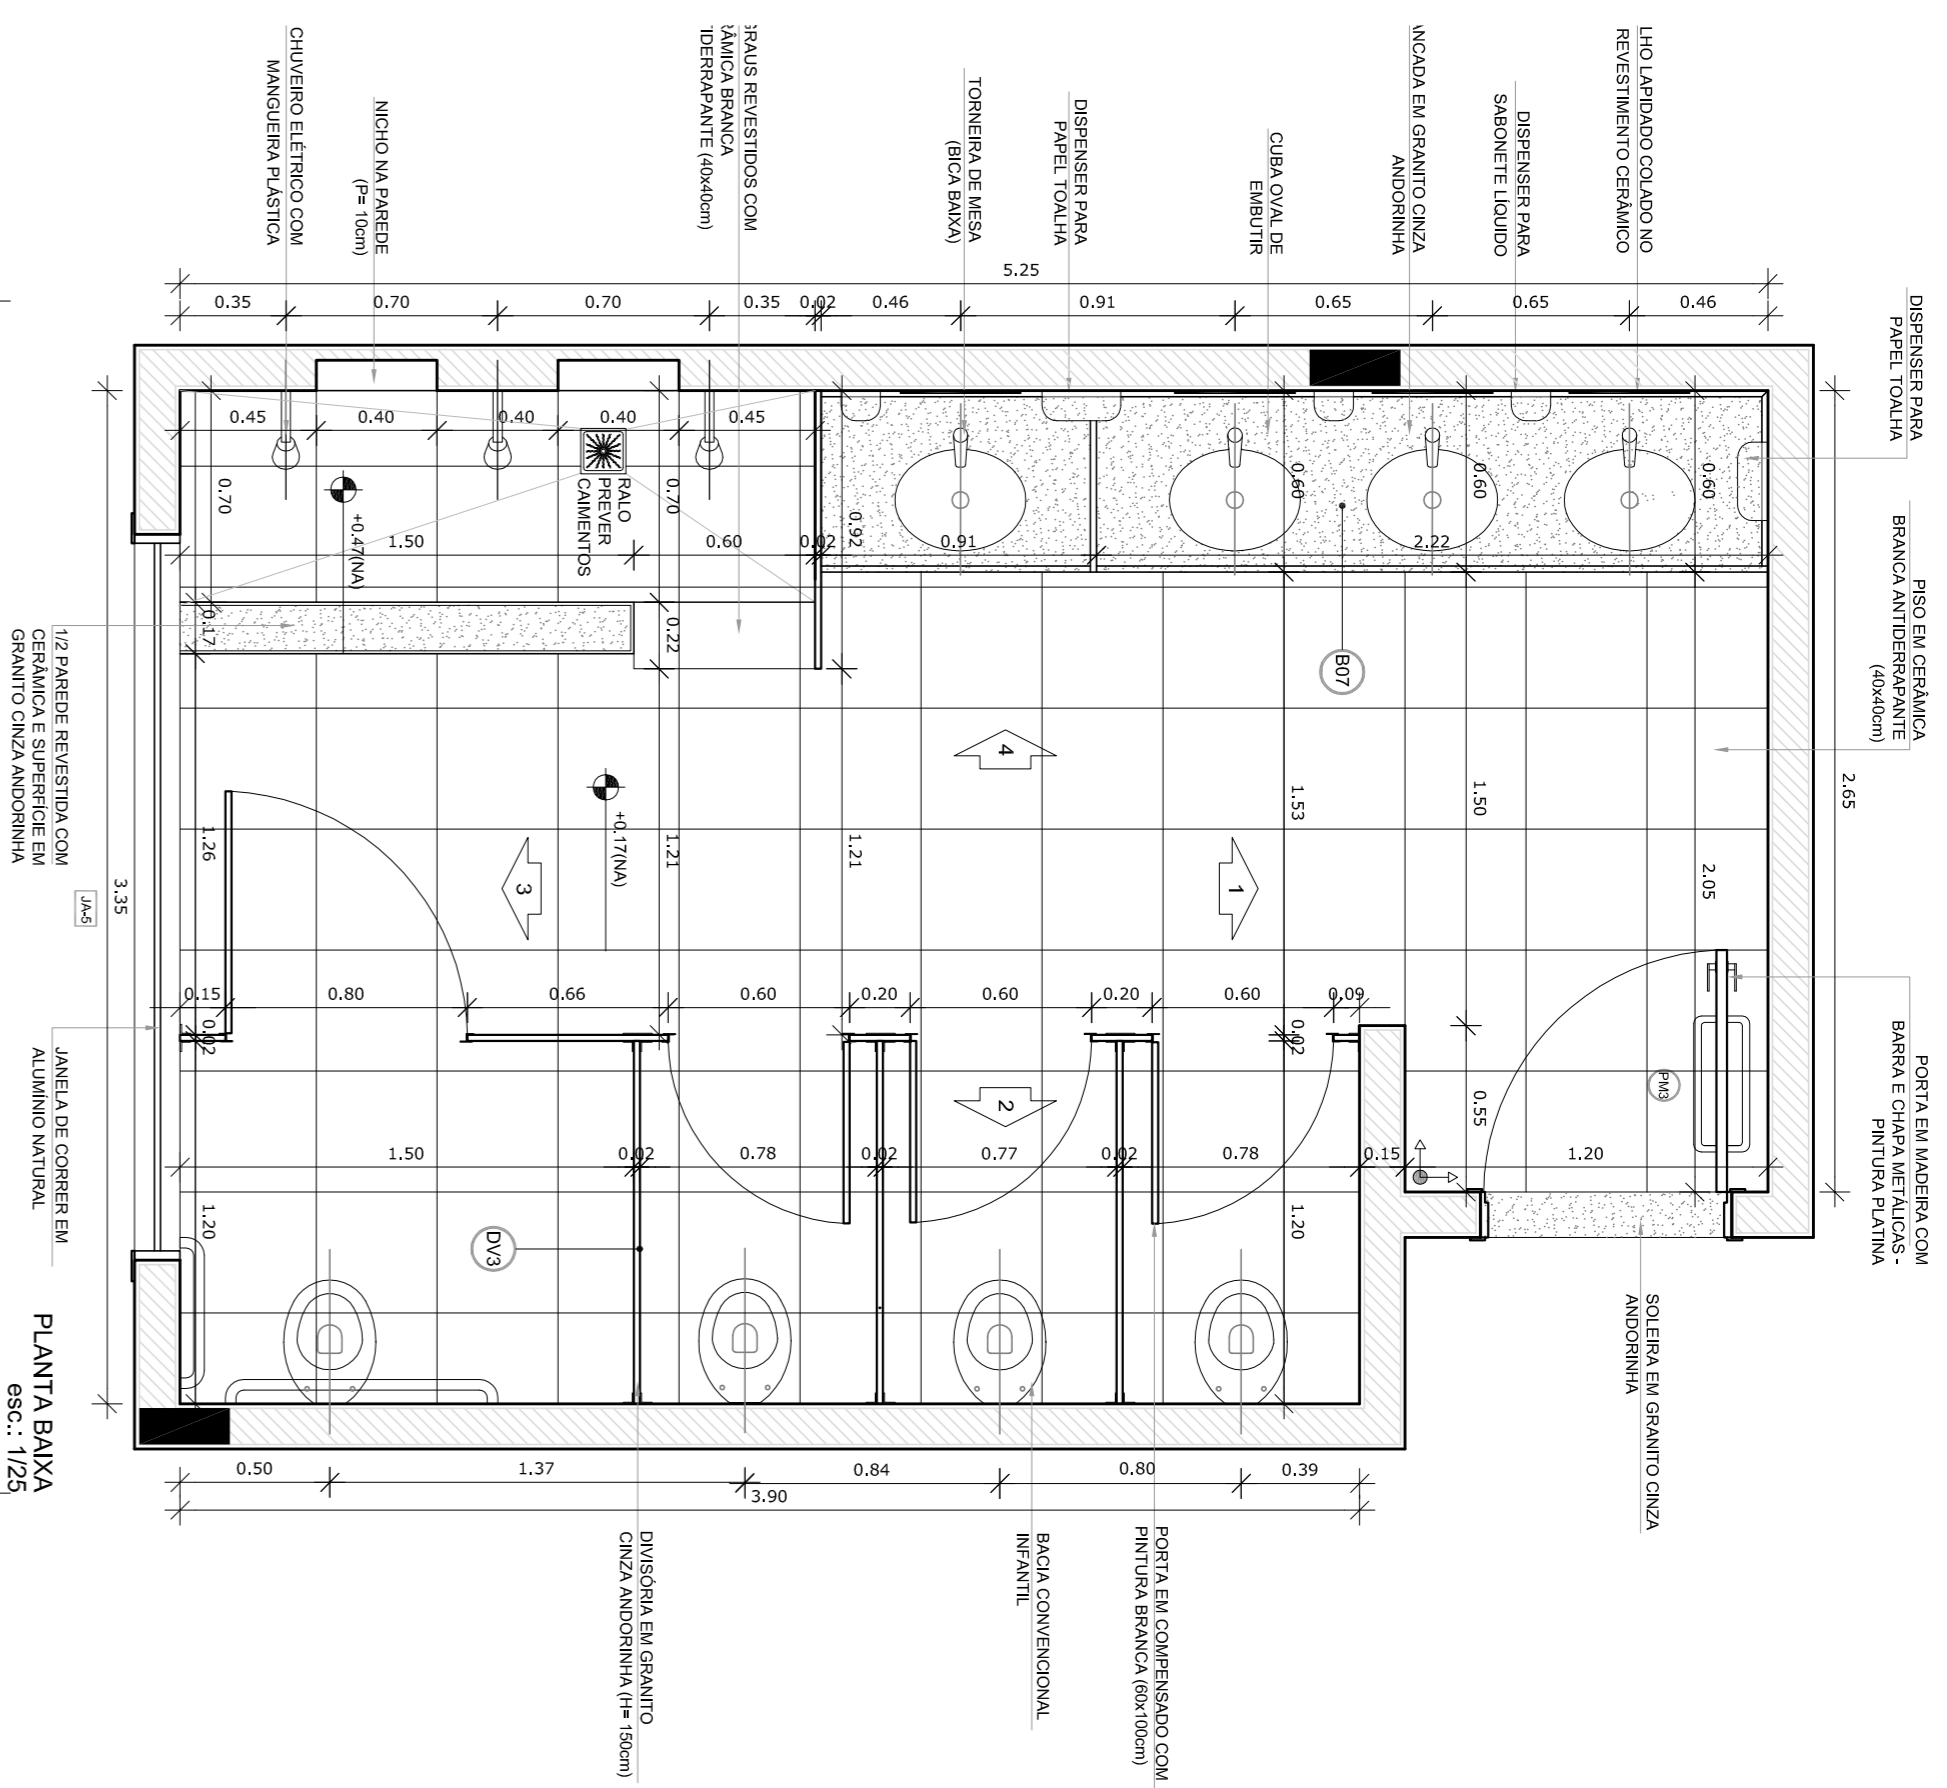 CHUVEIRO ELÉTRICO COM
MANGUEIRA PLÁSTICA
NICHO NA PAREDE
(P= 10cm)
GRAUS REVESTIDOS COM
RÂMICA BRANCA
TIDERRAPANTE (40x40cm)
TORNEIRA DE MESA
(BICA BAIXA)
DISPENSER PARA
PAPEL TOALHA
CUBA OVAL DE
EMBUTIR
NCADA EM GRANITO CINZA
ANDORINHA
DISPENSER PARA
SABONETE LÍQUIDO
LHO LAPIDADO COLADO NO
REVESTIMENTO CERÂMICO
DISPENSER PARA
PAPEL TOALHA
PISO EM CERÂMICA
BRANCA ANTIDERRAPANTE
(40x40cm)
PORTA EM MADEIRA COM
BARRA E CHAPA METÁLICAS -
PINTURA PLATINA
SOLEIRA EM GRANITO CINZA
ANDORINHA
5.25
0.35 0.70 0.70 0.35 0.02 0.46 0.91 0.65 0.65 0.46
0.45 0.40 0.40 0.40 0.45
0.70
0.70
0.92
0.60
0.60
0.60
+0.47(NA)
RALO
PREVER
CAIMENTOS
1.50 0.60 0.02 0.91 2.22
0.17
0.22
B07
2.65
4
1.53
1.50
+0.17(NA)
1.26
1.21
1.21
3
1
2.05
3.35
JA-5
0.15 0.80 0.66 0.60 0.20 0.60 0.20 0.60 0.09
0.02
0.02
2
PM3
0.55
1.50 0.02 0.78 0.02 0.77 0.02 0.78 0.15 1.20
1.20
1.20
DV3
0.50 1.37 0.84 0.80 0.39
3.90
1/2 PAREDE REVESTIDA COM
CERÂMICA E SUPERFÍCIE EM
GRANITO CINZA ANDORINHA
JANELA DE CORRER EM
ALUMÍNIO NATURAL
DIVISÓRIA EM GRANITO
CINZA ANDORINHA (H= 150cm)
BACIA CONVENCIONAL
INFANTIL
PORTA EM COMPENSADO COM
PINTURA BRANCA (60x100cm)
PLANTA BAIXA
esc.: 1/25